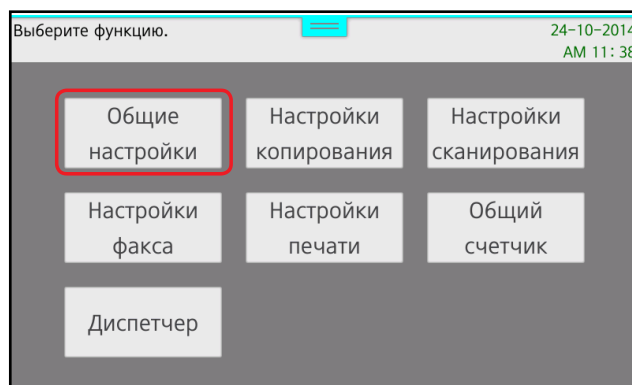 Выберите функцию.
24-10-2014
AM 11:38
Общие
настройки
Настройки
копирования
Настройки
сканирования
Настройки
факса
Настройки
печати
Общий
счетчик
Диспетчер